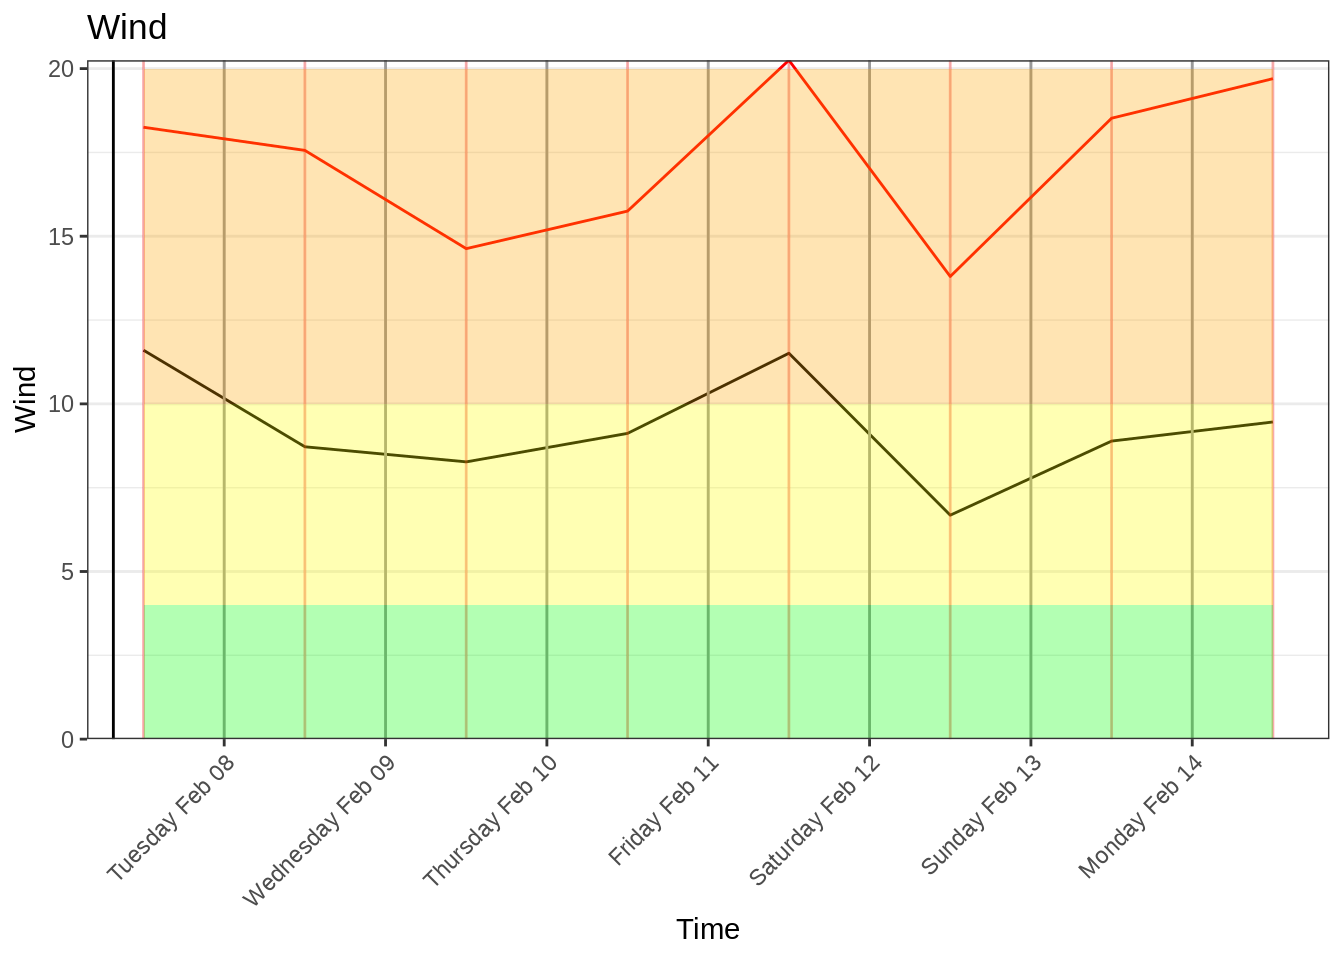 Wind
20
15
10
5
0
Wind
Tuesday Feb 08
Wednesday Feb 09
Thursday Feb 10
Friday Feb 11
Saturday Feb 12
Sunday Feb 13
Monday Feb 14
Time